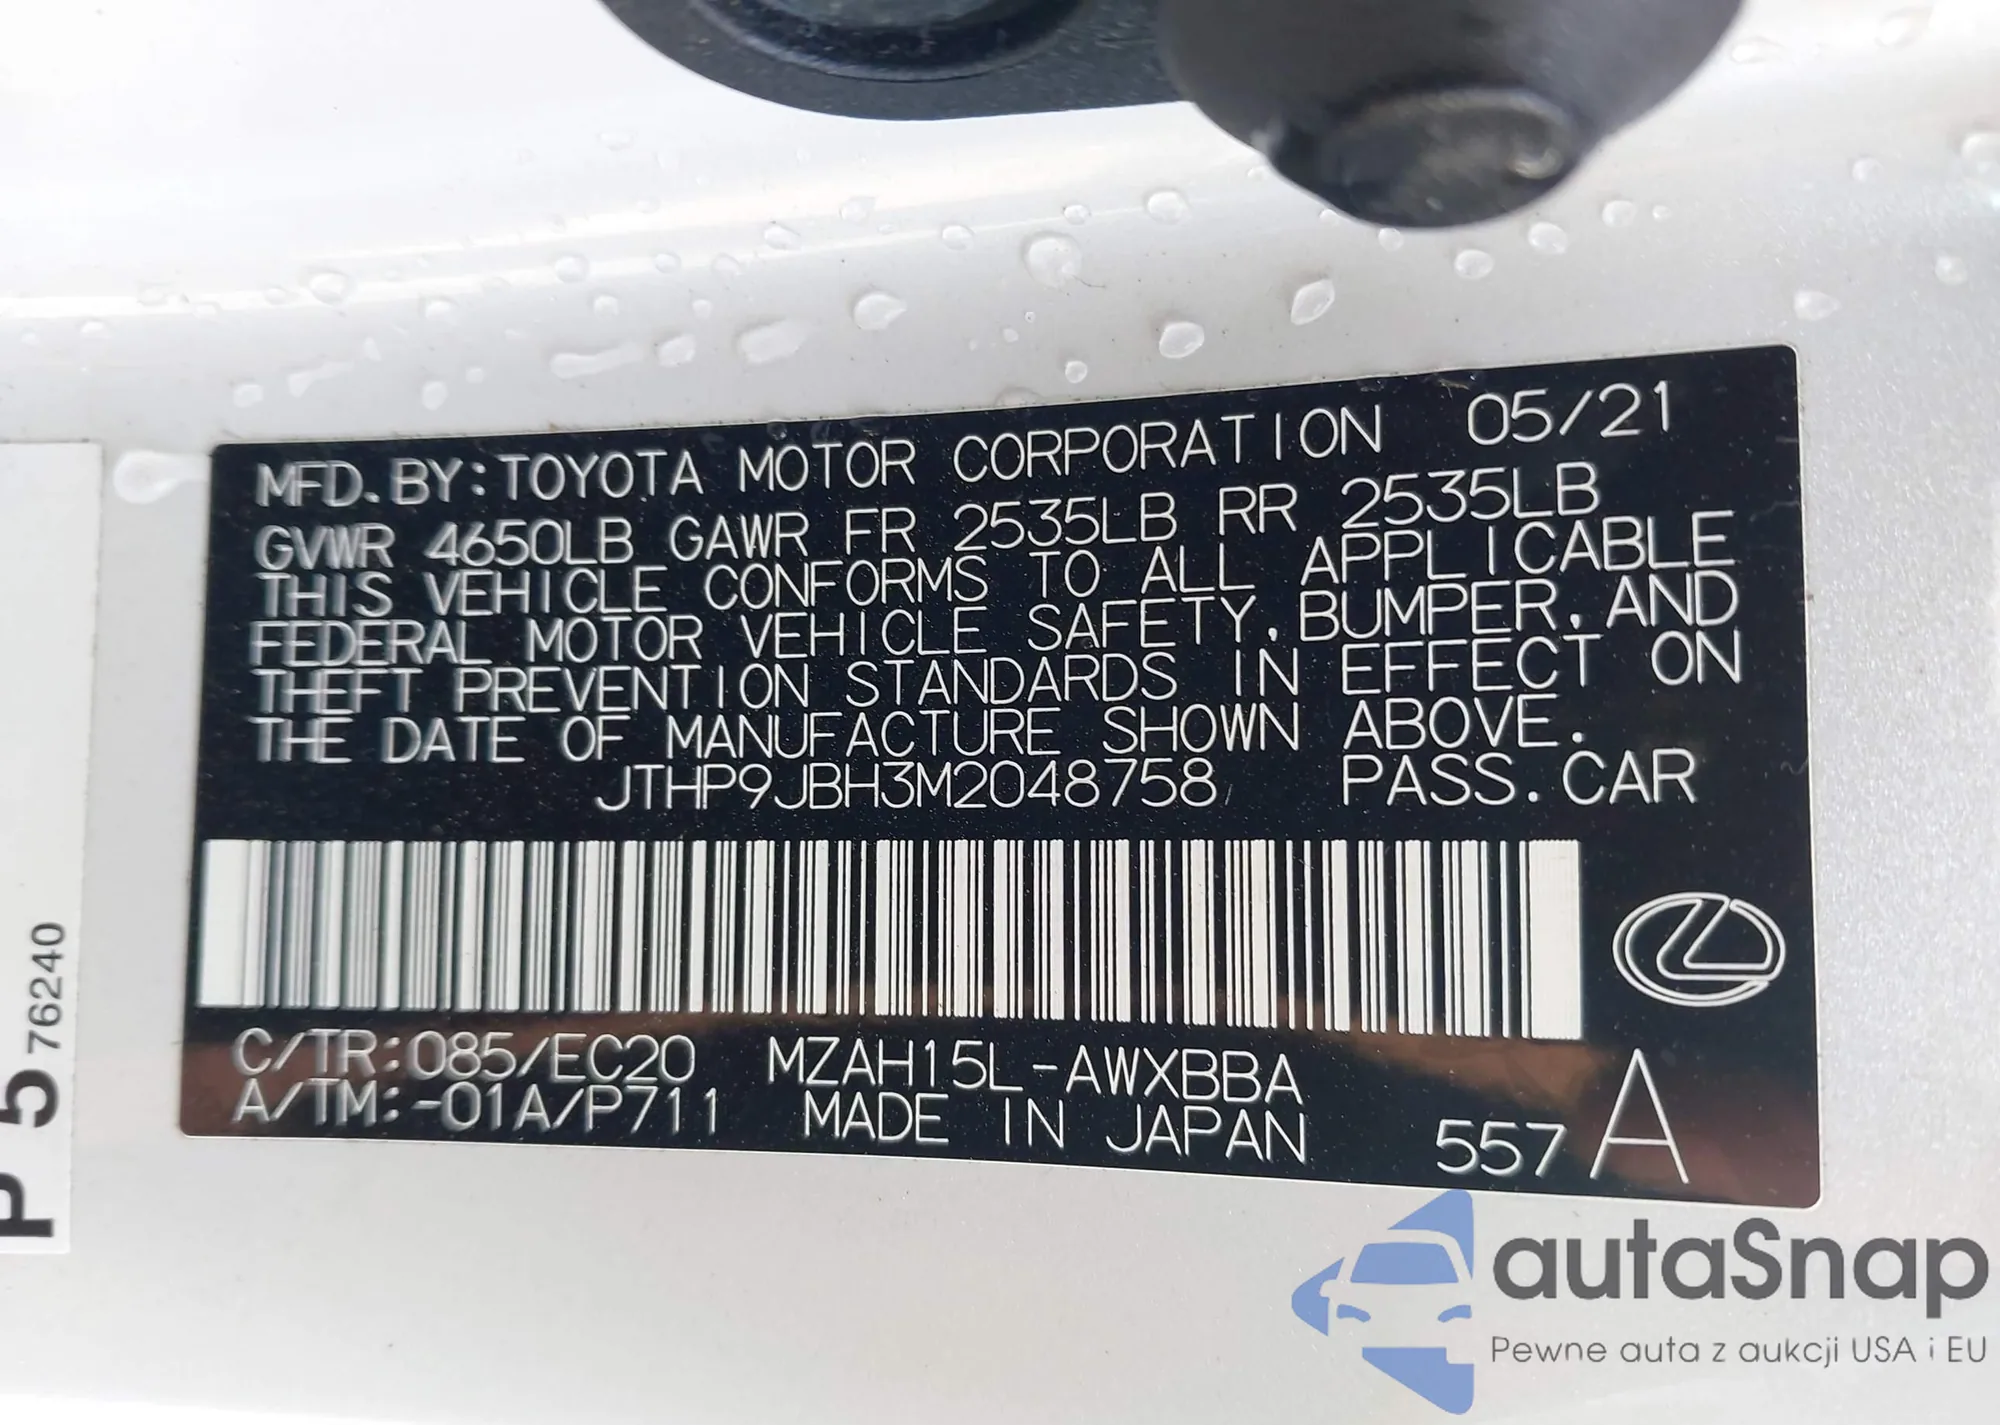 MFD. BY: TOYOTA MOTOR CORPORATION 05/21
GVWR 4650LB GAWR FR 2535LB RR 2535LB
THIS VEHICLE CONFORMS TO ALL APPLICABLE
FEDERAL MOTOR VEHICLE SAFETY, BUMPER, AND
THEFT PREVENTION STANDARDS IN EFFECT ON
THE DATE OF MANUFACTURE SHOWN ABOVE.
JTHP9JBH3M2048758 PASS. CAR
C/TR:085/EC20 MZAH15L-AWXBBA
A/TM:-01A/P711 MADE IN JAPAN 557 A
P 5 76240
autaSnap
Pewne auta z aukcji USA i EU